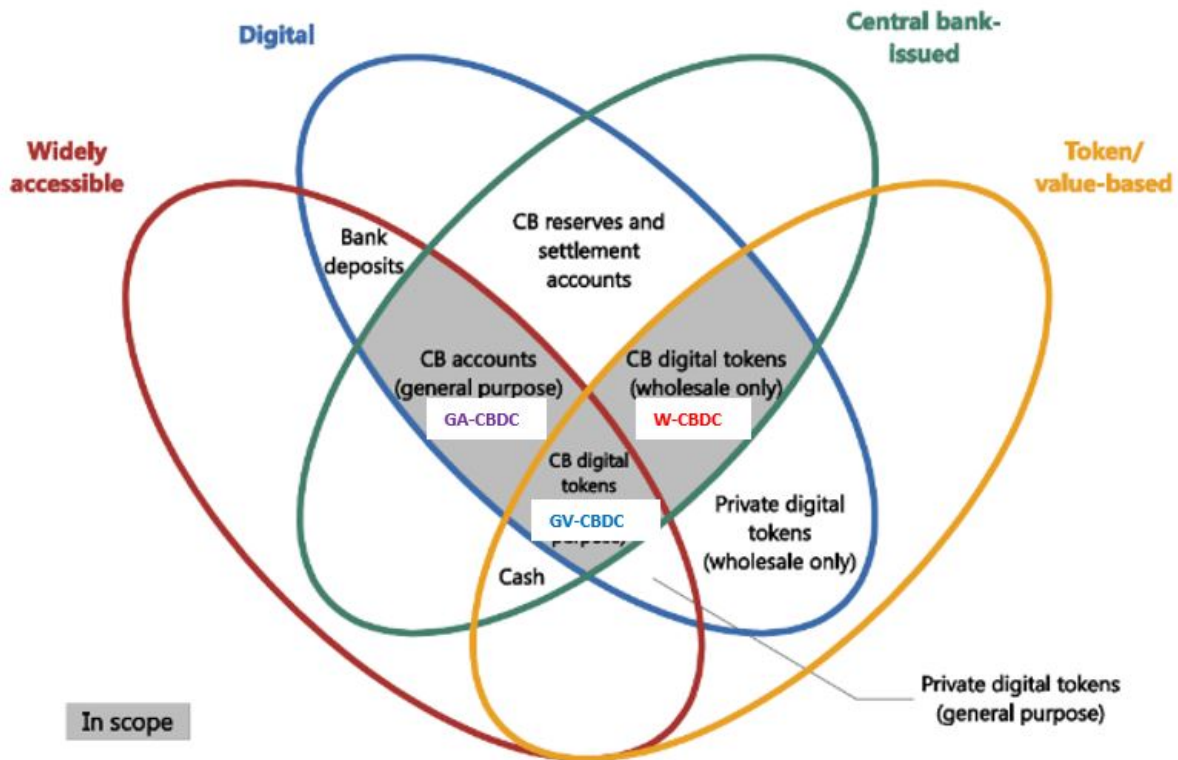 Digital
Central bank-
issued
Widely
accessible
Token/
value-based
Bank
deposits
CB reserves and
settlement
accounts
CB accounts
(general purpose)
GA-CBDC
CB digital tokens
(wholesale only)
W-CBDC
CB digital
tokens
GV-CBDC
purpose)
Private digital
tokens
(wholesale only)
Cash
Private digital tokens
(general purpose)
In scope